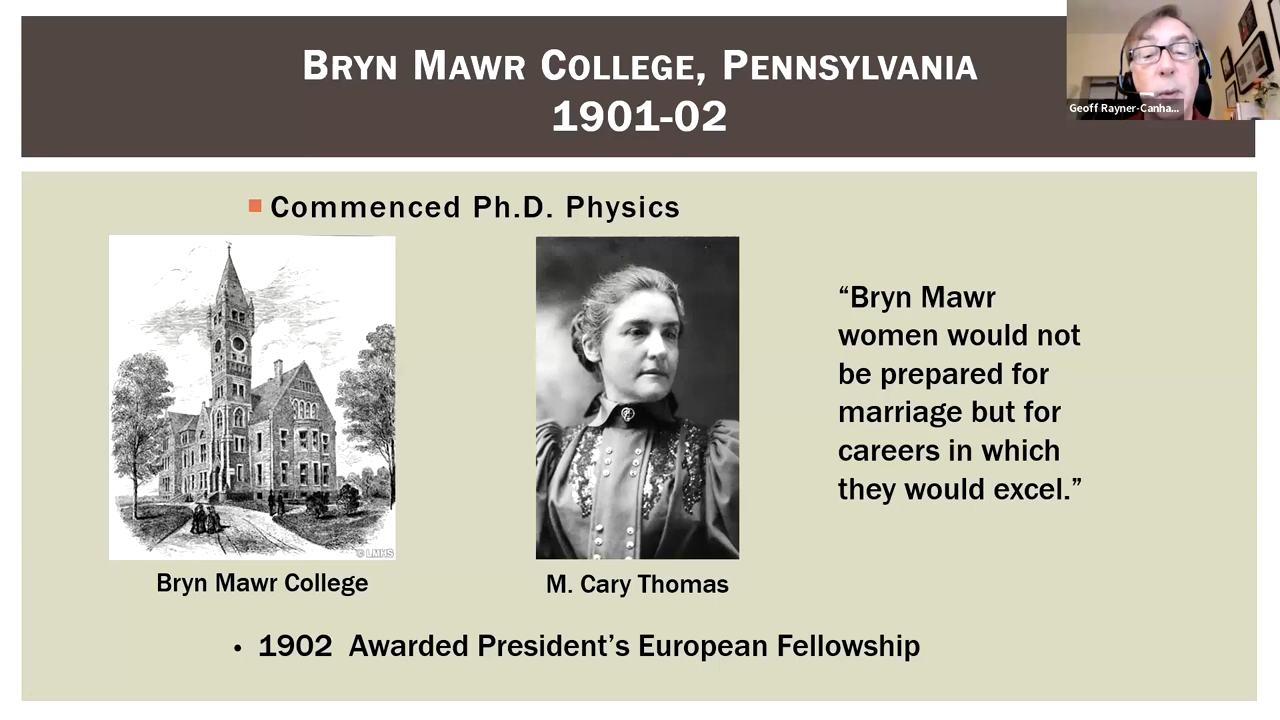 BRYN MAWR COLLEGE, PENNSYLVANIA
1901-02
Geoff Rayner-Canha...
Commenced Ph.D. Physics
“Bryn Mawr
women would not
be prepared for
marriage but for
careers in which
they would excel.”
© LMHS
Bryn Mawr College
M. Cary Thomas
• 1902 Awarded President’s European Fellowship